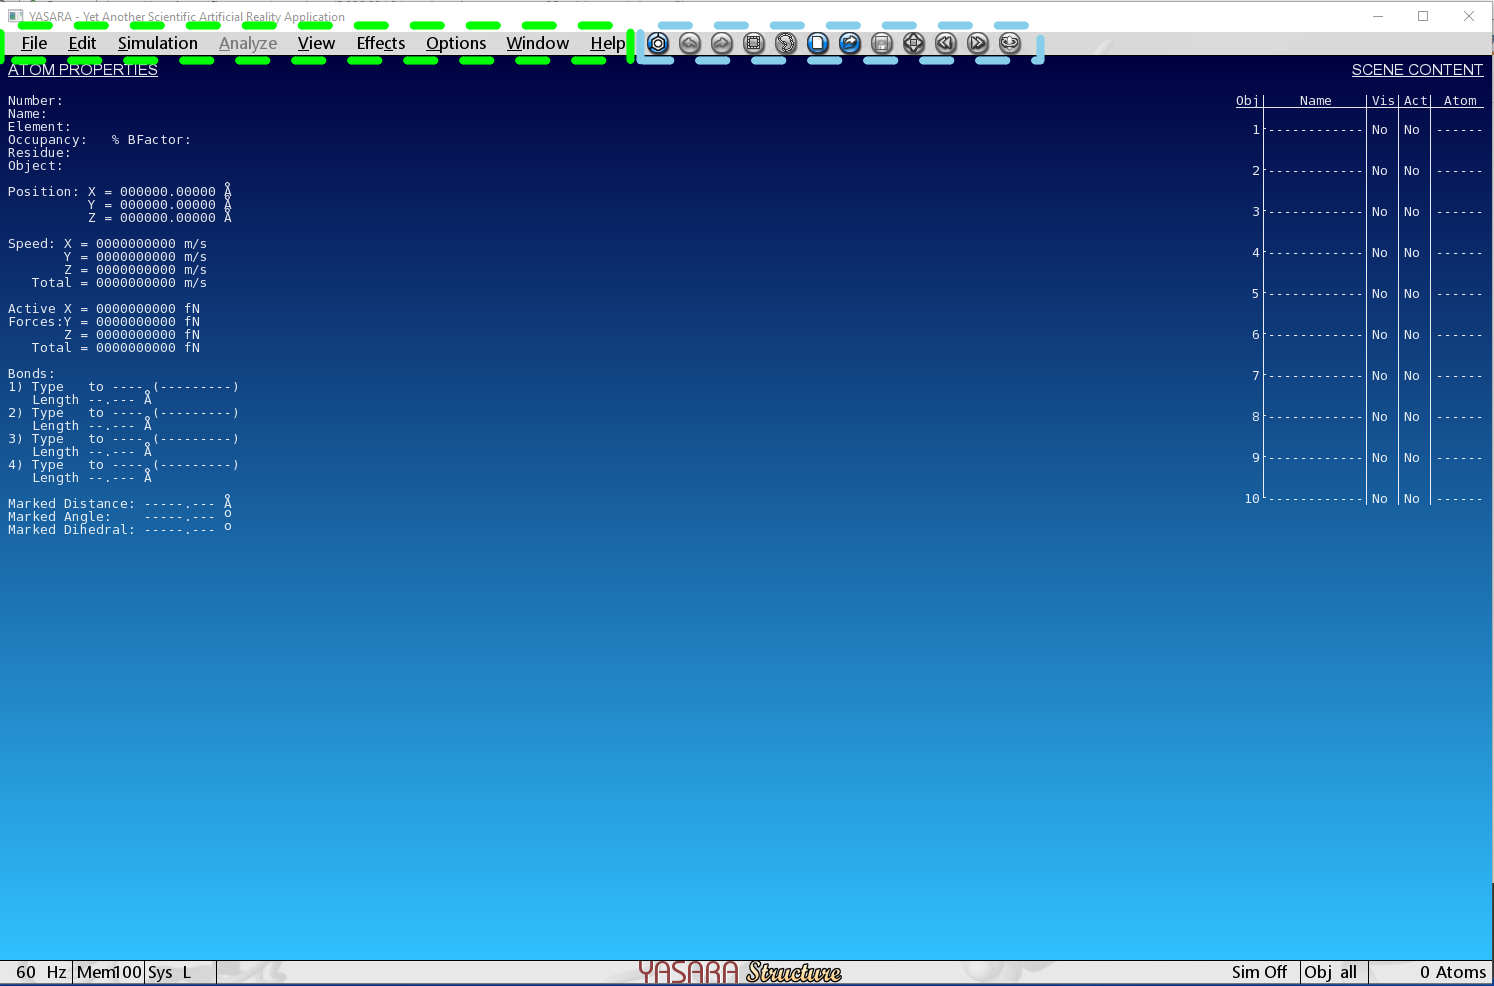 YASARA - Yet Another Scientific Artificial Reality Application
File Edit Simulation Analyze View Effects Options Window Help
ATOM PROPERTIES
Number:
Name:
Element:
Occupancy:   % BFactor:
Residue:
Object:
Position: X = 000000.00000 Å
Y = 000000.00000 Å
Z = 000000.00000 Å
Speed: X = 0000000000 m/s
Y = 0000000000 m/s
Z = 0000000000 m/s
Total = 0000000000 m/s
Active X = 0000000000 fN
Forces:Y = 0000000000 fN
Z = 0000000000 fN
Total = 0000000000 fN
Bonds:
1) Type   to ---- (---------)
Length --.--- Å
2) Type   to ---- (---------)
Length --.--- Å
3) Type   to ---- (---------)
Length --.--- Å
4) Type   to ---- (---------)
Length --.--- Å
Marked Distance: -----.--- Å
Marked Angle:    -----.--- °
Marked Dihedral: -----.--- °
SCENE CONTENT
Obj Name Vis Act Atom
1 ------------ No No ------
2 ------------ No No ------
3 ------------ No No ------
4 ------------ No No ------
5 ------------ No No ------
6 ------------ No No ------
7 ------------ No No ------
8 ------------ No No ------
9 ------------ No No ------
10 ------------ No No ------
60 Hz Mem100 Sys L YASARA Structure Sim Off Obj all 0 Atoms